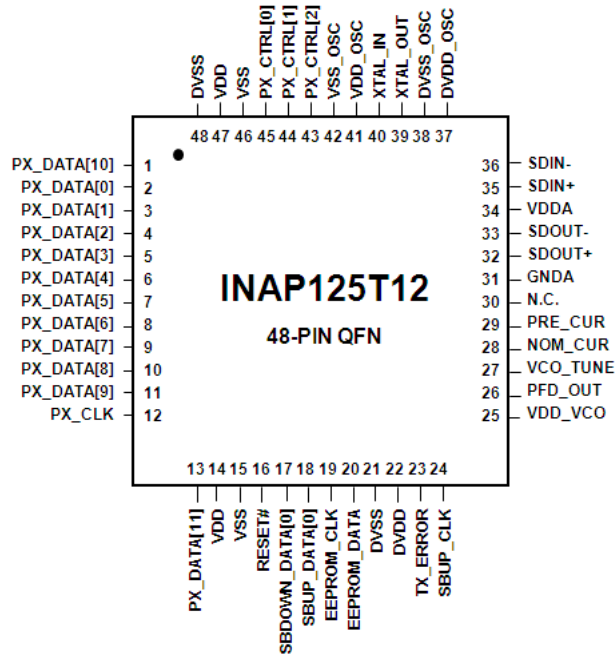 DVSS
VDD
VSS
PX_CTRL[0]
PX_CTRL[1]
PX_CTRL[2]
VSS_OSC
VDD_OSC
XTAL_IN
XTAL_OUT
DVSS_OSC
DVDD_OSC
48 47 46 45 44 43 42 41 40 39 38 37
PX_DATA[10] 1
PX_DATA[0] 2
PX_DATA[1] 3
PX_DATA[2] 4
PX_DATA[3] 5
PX_DATA[4] 6
PX_DATA[5] 7
PX_DATA[6] 8
PX_DATA[7] 9
PX_DATA[8] 10
PX_DATA[9] 11
PX_CLK 12
INAP125T12
48-PIN QFN
36 SDIN-
35 SDIN+
34 VDDA
33 SDOUT-
32 SDOUT+
31 GNDA
30 N.C.
29 PRE_CUR
28 NOM_CUR
27 VCO_TUNE
26 PFD_OUT
25 VDD_VCO
13 14 15 16 17 18 19 20 21 22 23 24
PX_DATA[11]
VDD
VSS
RESET#
SBDOWN_DATA[0]
SBUP_DATA[0]
EEPROM_CLK
EEPROM_DATA
DVSS
DVDD
TX_ERROR
SBUP_CLK